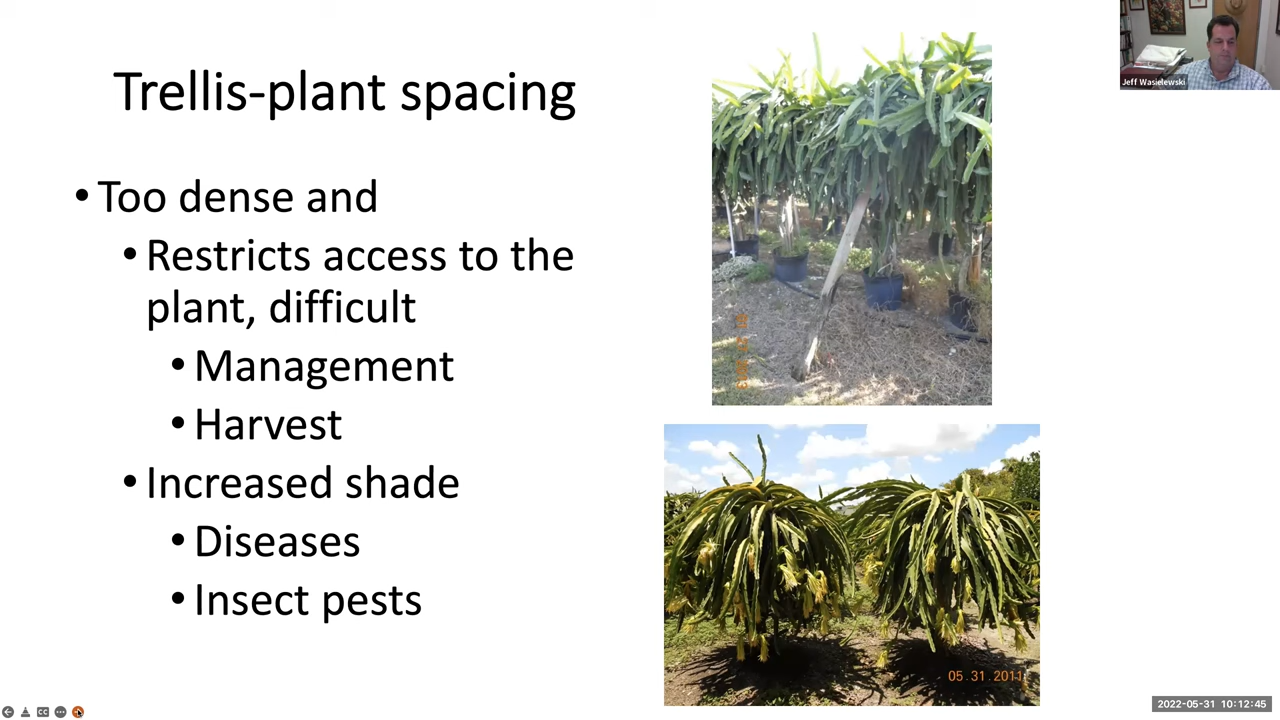 Trellis-plant spacing
• Too dense and
• Restricts access to the
plant, difficult
• Management
• Harvest
• Increased shade
• Diseases
• Insect pests
Jeff Wasielewski
05.31.2011
2022-05-31 10:12:45